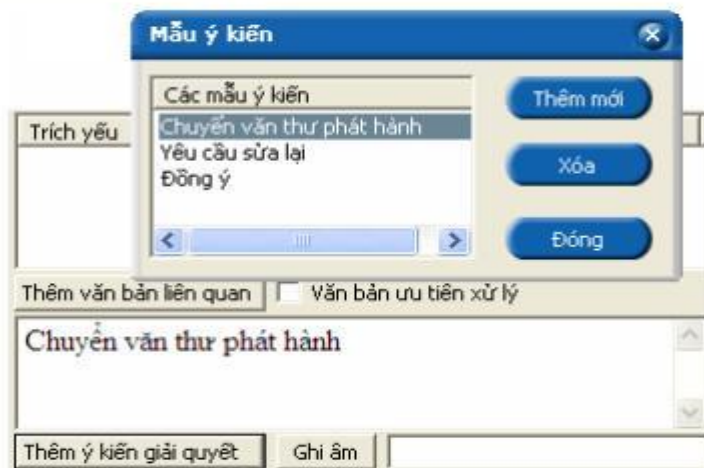 Mẫu ý kiến
Các mẫu ý kiến
Thêm mới
Trích yếu
Chuyển văn thư phát hành
Yêu cầu sửa lại
Xóa
Đồng ý
Đóng
Thêm văn bản liên quan
Văn bản ưu tiên xử lý
Chuyển văn thư phát hành
Thêm ý kiến giải quyết
Ghi âm